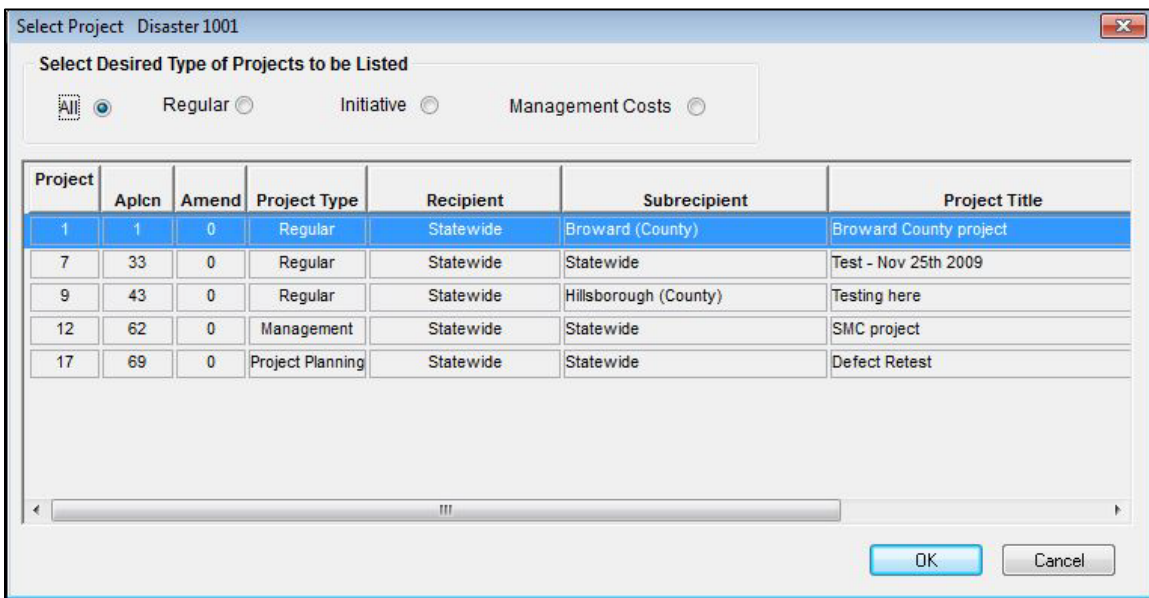 Select Project Disaster 1001
Select Desired Type of Projects to be Listed
All Regular Initiative Management Costs
Project Aplcn Amend Project Type Recipient Subrecipient Project Title
1 1 0 Regular Statewide Broward (County) Broward County project
7 33 0 Regular Statewide Statewide Test - Nov 25th 2009
9 43 0 Regular Statewide Hillsborough (County) Testing here
12 62 0 Management Statewide Statewide SMC project
17 69 0 Project Planning Statewide Statewide Defect Retest
OK Cancel